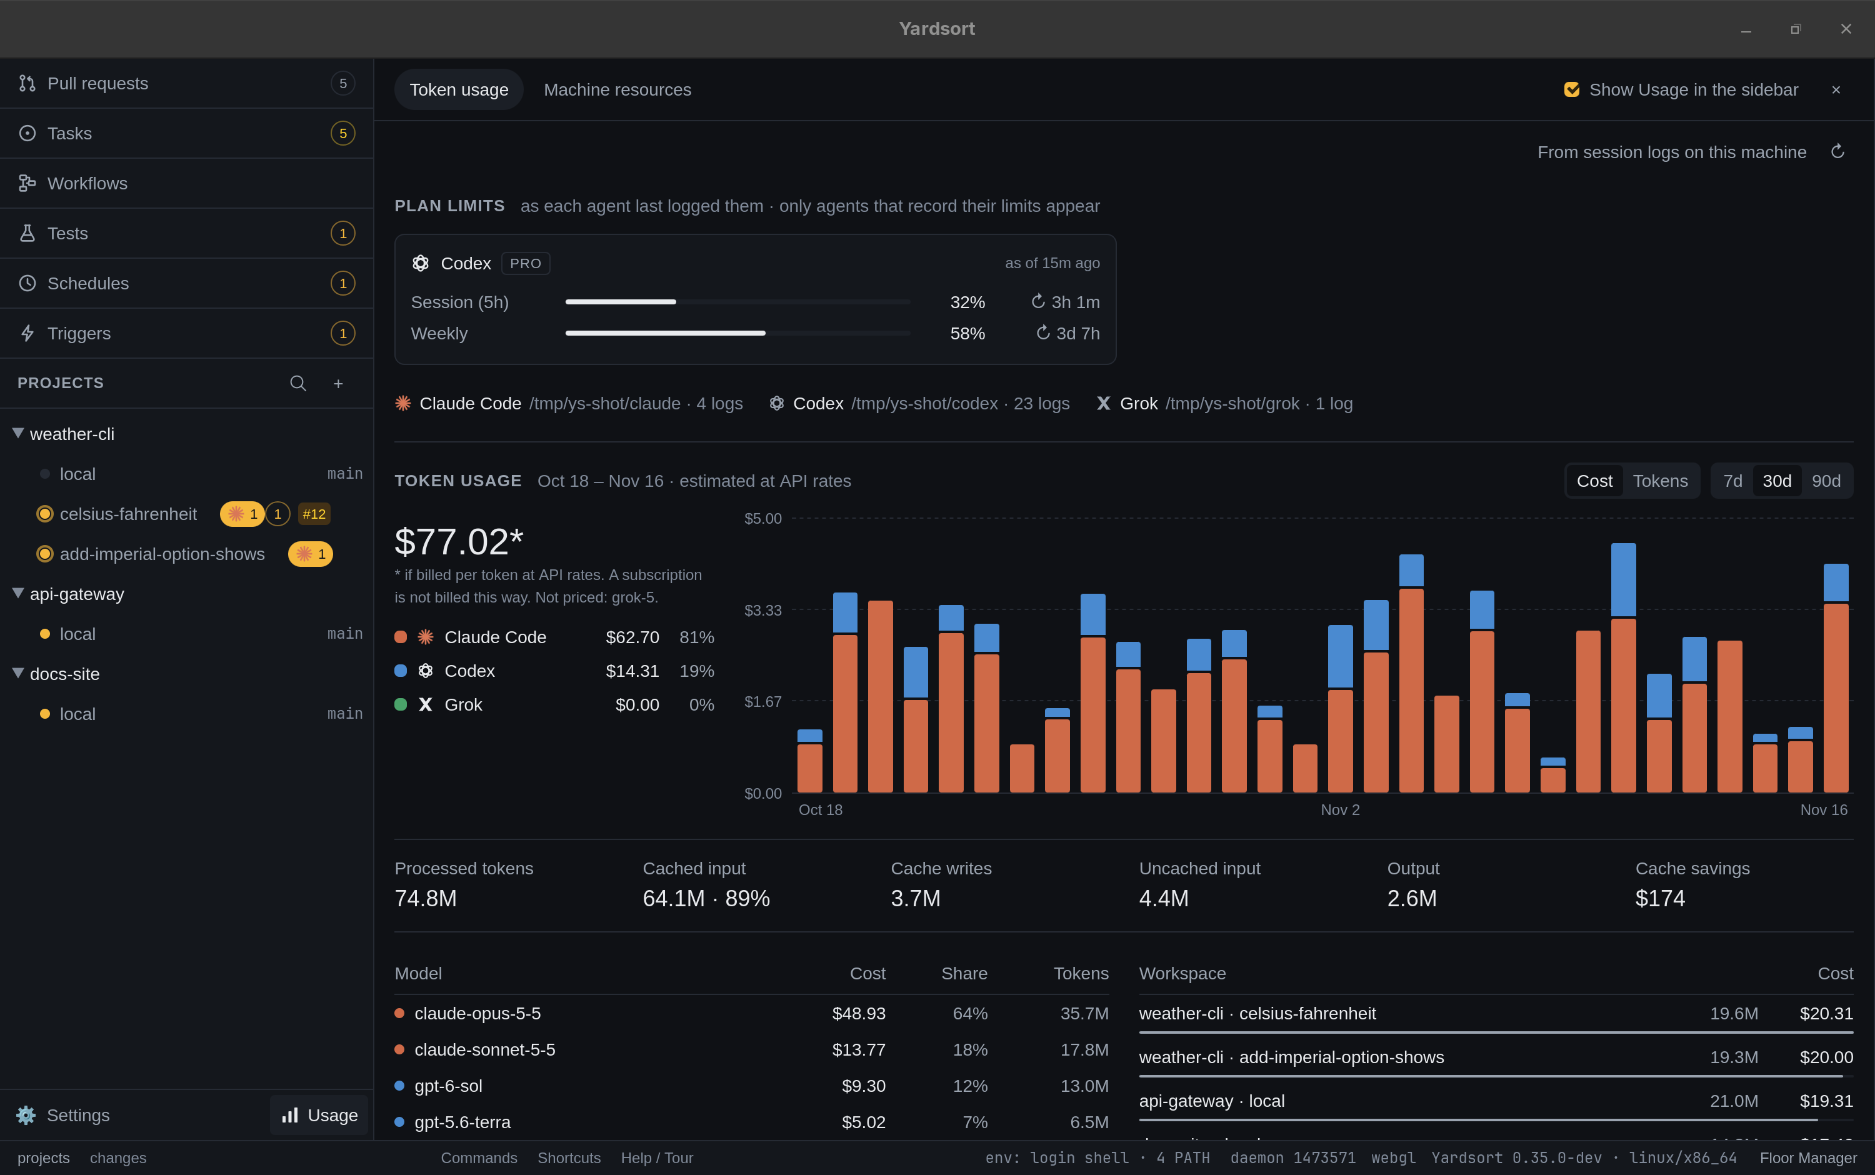 Yardsort
Pull requests 5
Tasks 5
Workflows
Tests 1
Schedules 1
Triggers 1
PROJECTS
weather-cli
local main
celsius-fahrenheit 1 1 #12
add-imperial-option-shows 1
api-gateway
local main
docs-site
local main
Settings
Usage
Token usage Machine resources
Show Usage in the sidebar
From session logs on this machine
PLAN LIMITS as each agent last logged them · only agents that record their limits appear
Codex PRO as of 15m ago
Session (5h) 32% 3h 1m
Weekly 58% 3d 7h
Claude Code /tmp/ys-shot/claude · 4 logs Codex /tmp/ys-shot/codex · 23 logs Grok /tmp/ys-shot/grok · 1 log
TOKEN USAGE Oct 18 – Nov 16 · estimated at API rates
Cost Tokens 7d 30d 90d
$77.02*
* if billed per token at API rates. A subscription
is not billed this way. Not priced: grok-5.
Claude Code $62.70 81%
Codex $14.31 19%
Grok $0.00 0%
$5.00
$3.33
$1.67
$0.00
Oct 18 Nov 2 Nov 16
Processed tokens Cached input Cache writes Uncached input Output Cache savings
74.8M 64.1M · 89% 3.7M 4.4M 2.6M $174
Model Cost Share Tokens
claude-opus-5-5 $48.93 64% 35.7M
claude-sonnet-5-5 $13.77 18% 17.8M
gpt-6-sol $9.30 12% 13.0M
gpt-5.6-terra $5.02 7% 6.5M
Workspace Cost
weather-cli · celsius-fahrenheit 19.6M $20.31
weather-cli · add-imperial-option-shows 19.3M $20.00
api-gateway · local 21.0M $19.31
projects changes Commands Shortcuts Help / Tour env: login shell · 4 PATH daemon 1473571 webgl Yardsort 0.35.0-dev · linux/x86_64 Floor Manager